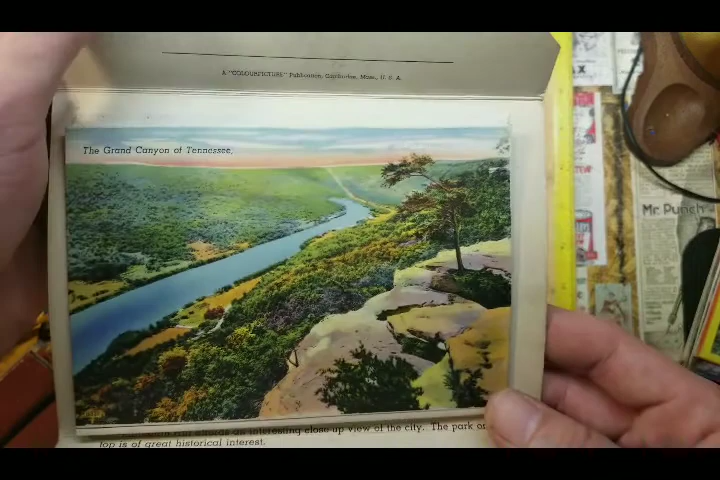 A "COLOURPICTURE" Publication, Cambridge, Mass., U. S. A.
The Grand Canyon of Tennessee,
Mr. Punch
an interesting close up view of the city. The park on
top is of great historical interest.